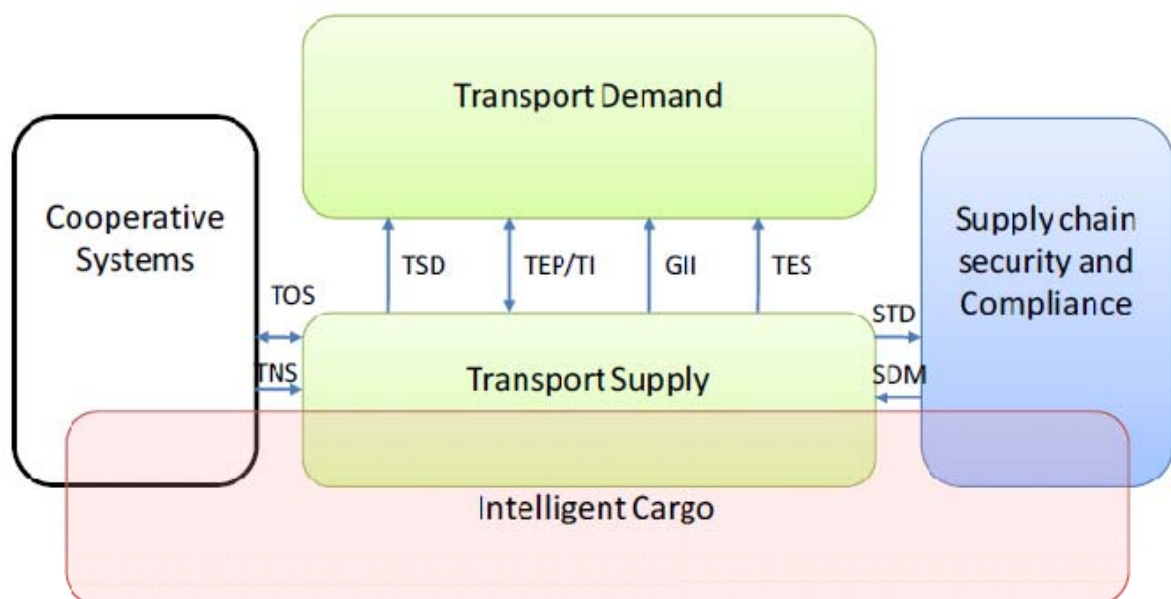 Transport Demand
Cooperative
Systems
Supply chain
security and
Compliance
TSD
TEP/TI
GII
TES
TOS
STD
TNS
Transport Supply
SDM
Intelligent Cargo